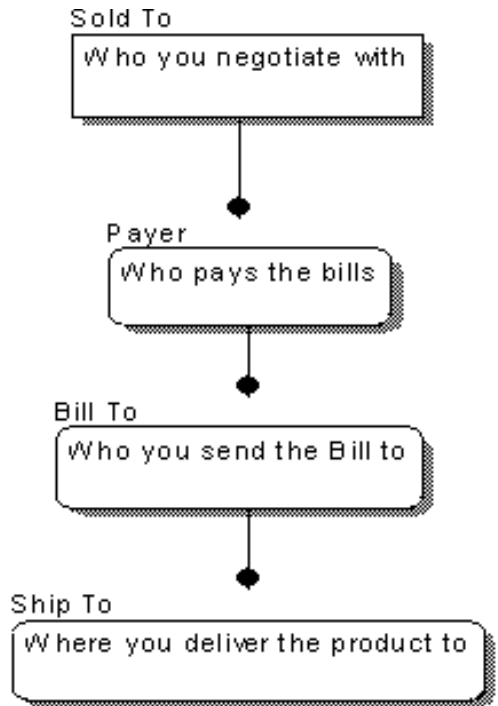 Sold To
Who you negotiate with
Payer
Who pays the bills
Bill To
Who you send the Bill to
Ship To
Where you deliver the product to